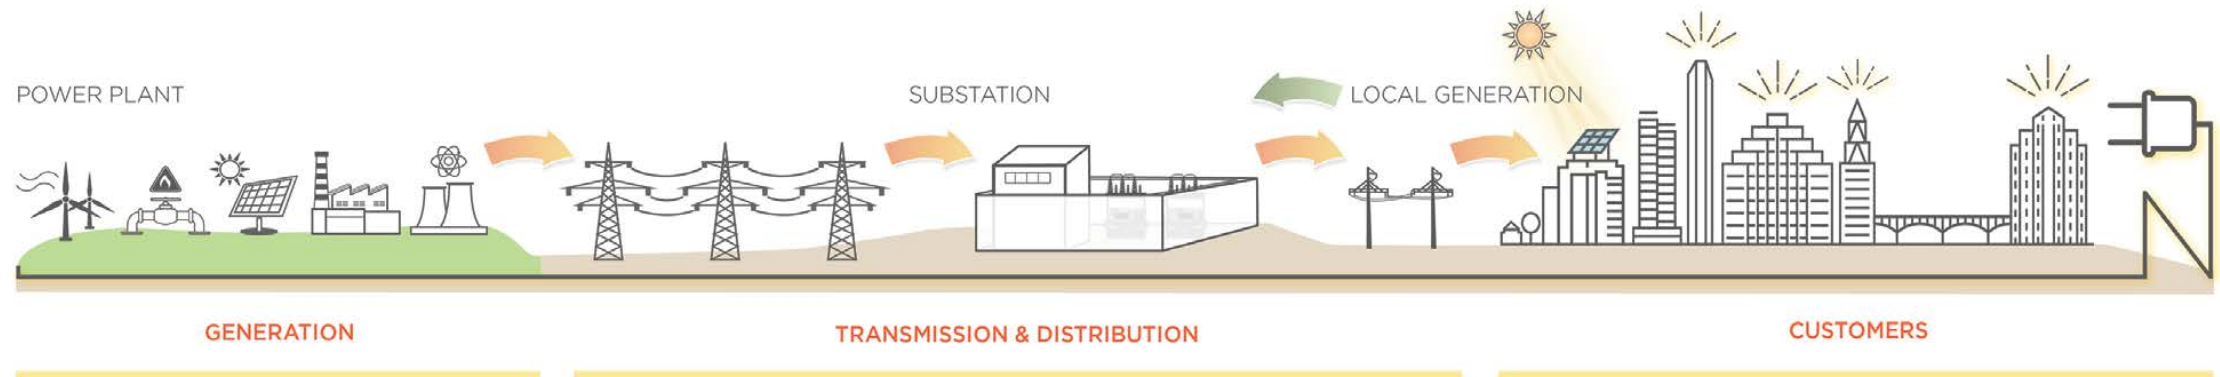 POWER PLANT
SUBSTATION
LOCAL GENERATION
GENERATION
TRANSMISSION & DISTRIBUTION
CUSTOMERS